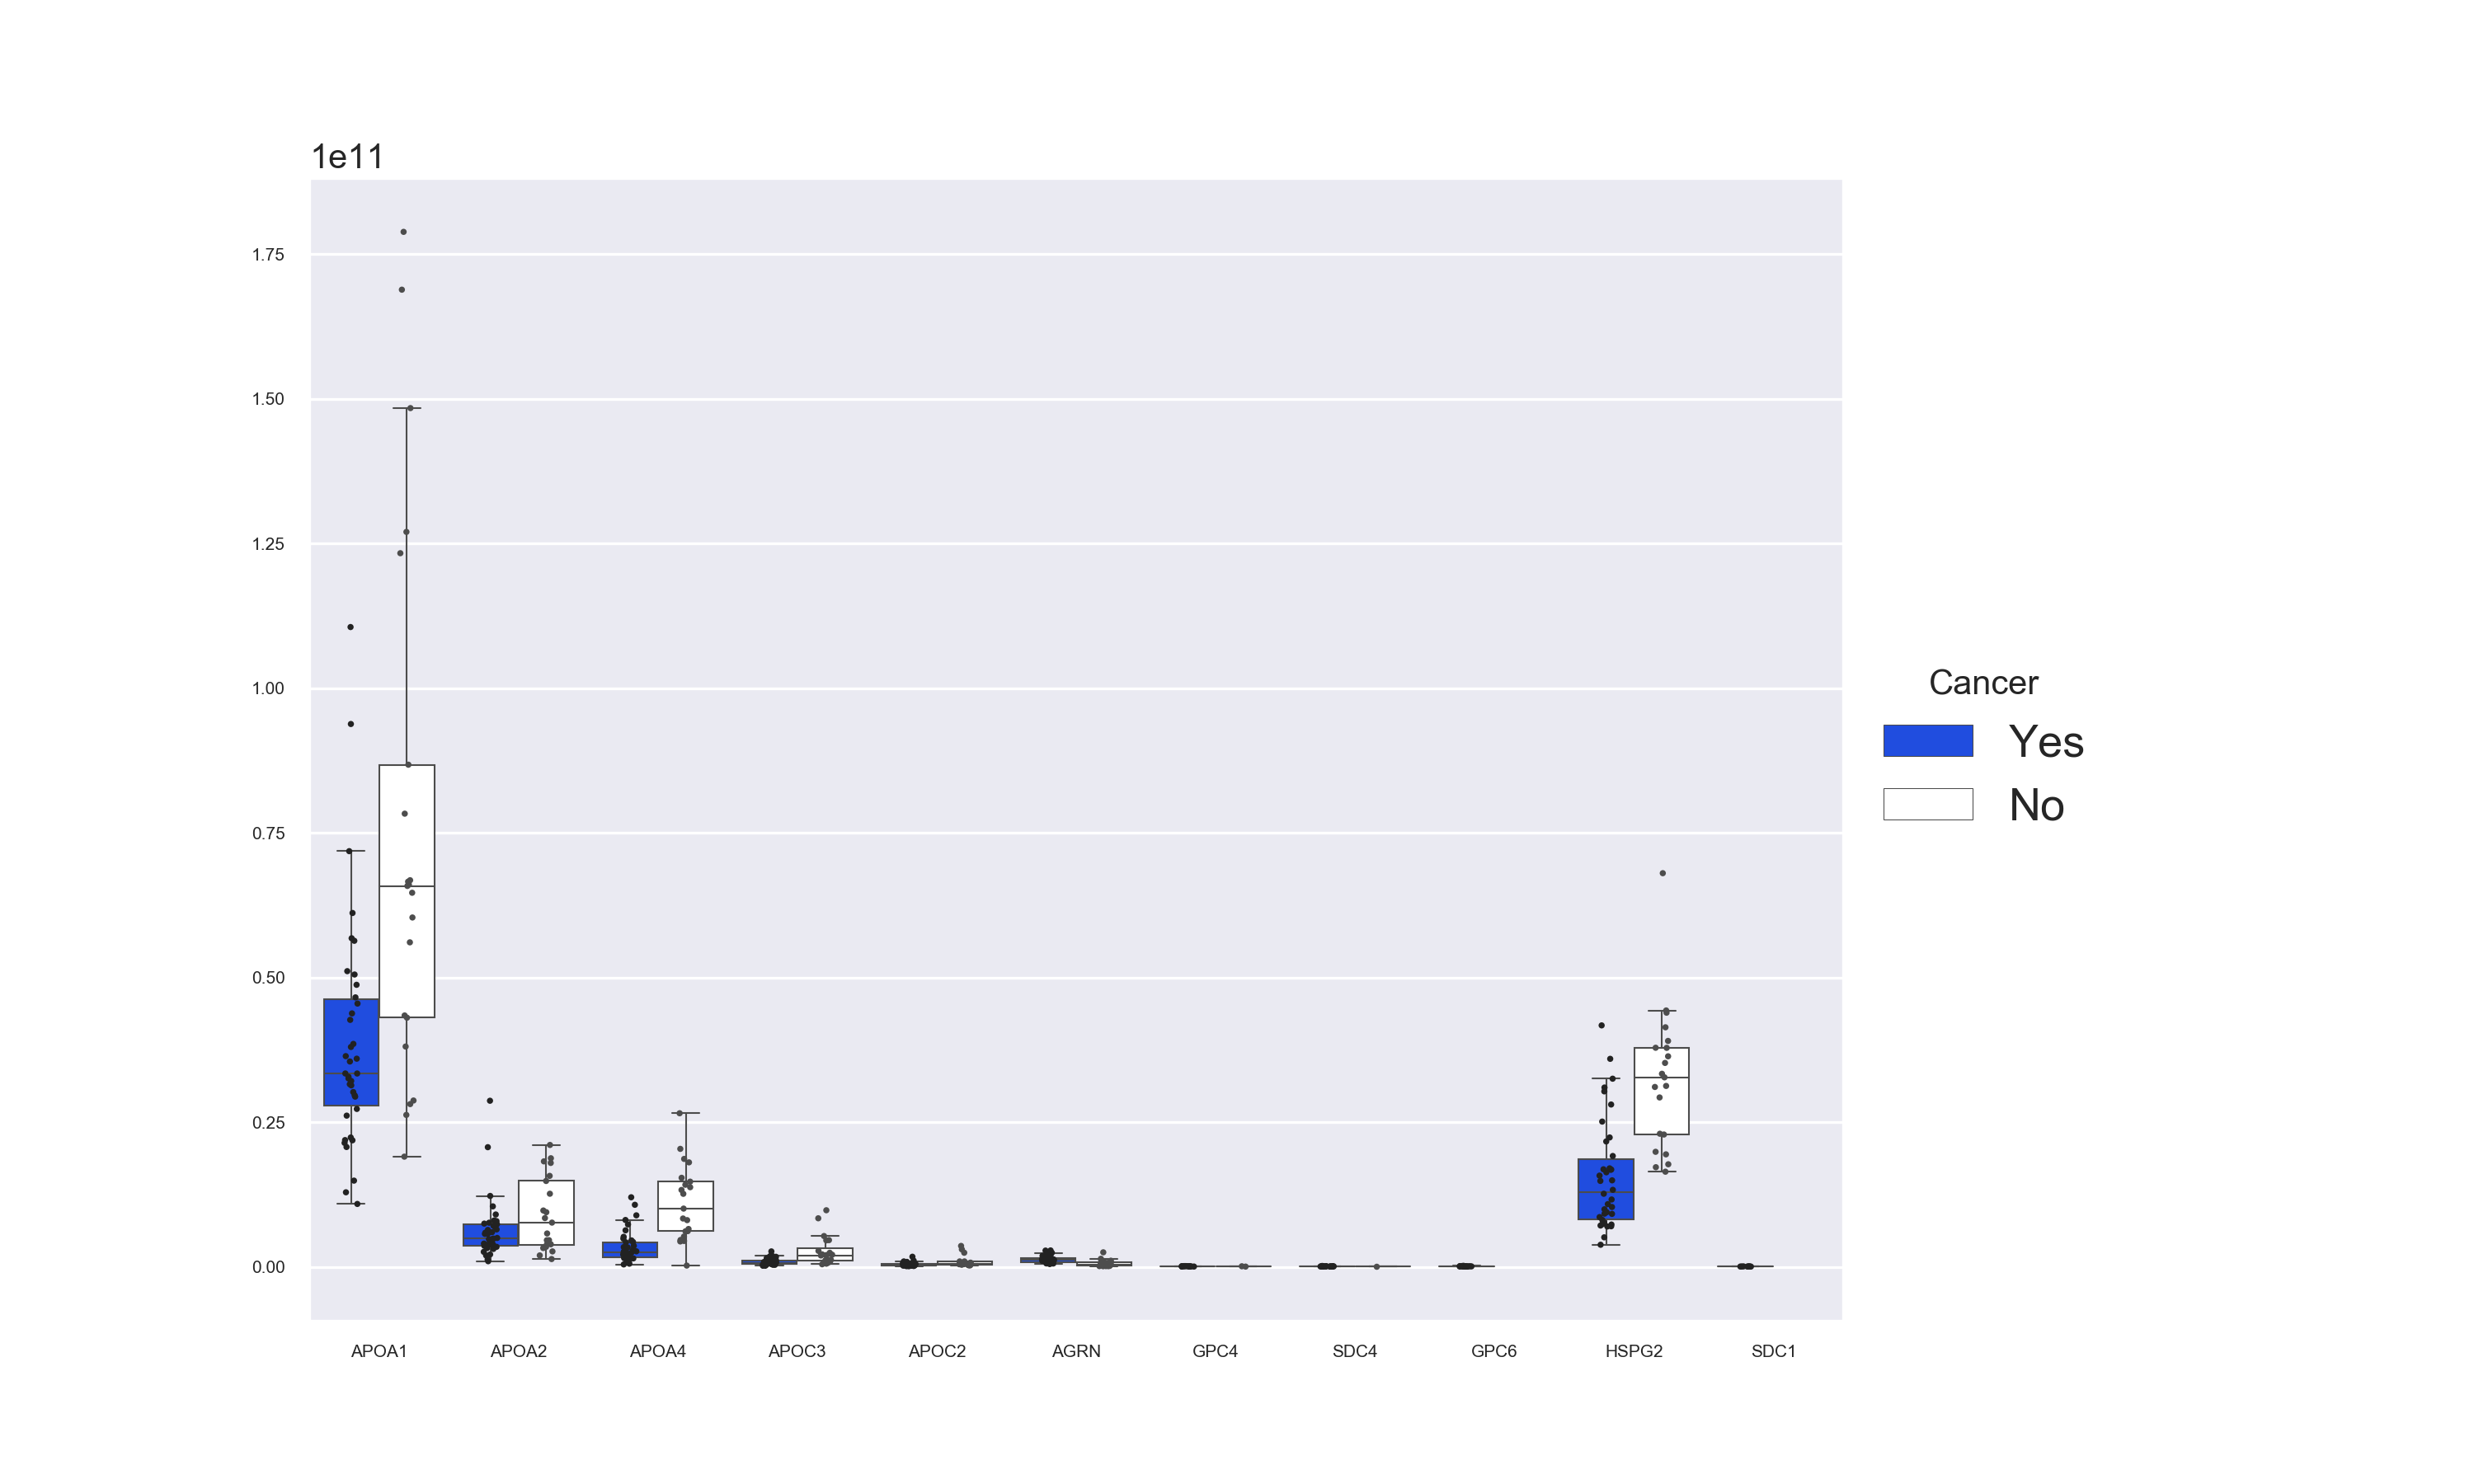 1e11
1.75
1.50
1.25
1.00
0.75
0.50
0.25
0.00
APOA1 APOA2 APOA4 APOC3 APOC2 AGRN GPC4 SDC4 GPC6 HSPG2 SDC1
Cancer
Yes
No